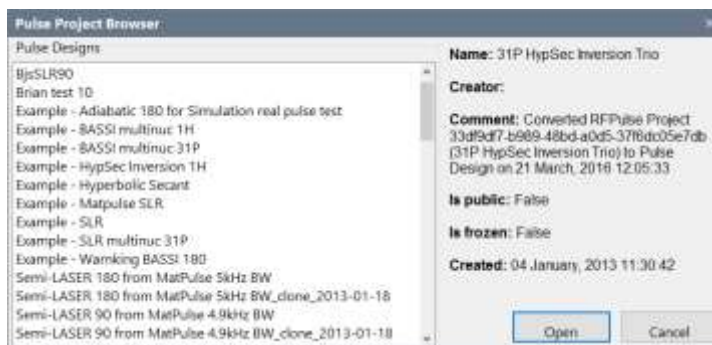 Pulse Project Browser
Pulse Designs
BjsSLR90
Brian test 10
Example - Adiabatic 180 for Simulation real pulse test
Example - BASSI multinuc 1H
Example - BASSI multinuc 31P
Example - HypSec Inversion 1H
Example - Hyperbolic Secant
Example - Matpulse SLR
Example - SLR
Example - SLR multinuc 31P
Example - Warnking BASSI 180
Semi-LASER 180 from MatPulse 5kHz BW
Semi-LASER 180 from MatPulse 5kHz BW_clone_2013-01-18
Semi-LASER 90 from MatPulse 4.9kHz BW
Semi-LASER 90 from MatPulse 4.9kHz BW_clone_2013-01-18
Name: 31P HypSec Inversion Trio
Creator:
Comment: Converted RFPulse Project
33df9df7-b989-48bd-a0d5-37f6dc05e7db
(31P HypSec Inversion Trio) to Pulse
Design on 21 March, 2016 12:05:33
Is public: False
Is frozen: False
Created: 04 January, 2013 11:30:42
Open
Cancel